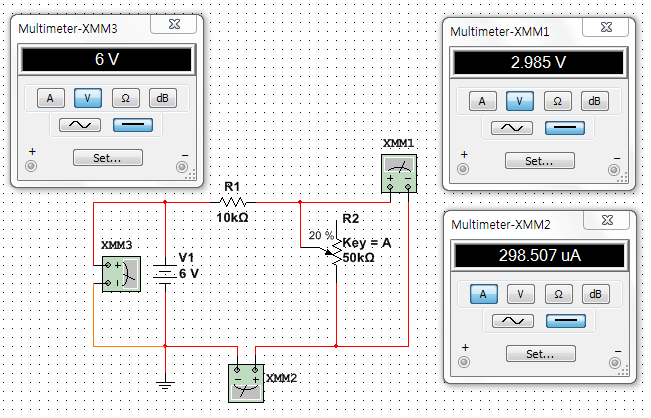 Multimeter-XMM3
6 V
A V Ω dB
Set...
+ −
Multimeter-XMM1
2.985 V
A V Ω dB
Set...
+ −
Multimeter-XMM2
298.507 uA
A V Ω dB
Set...
+ −
XMM1
+ −
R1
10kΩ
R2
20 %
Key = A
50kΩ
XMM3
+
−
V1
6 V
XMM2
− +